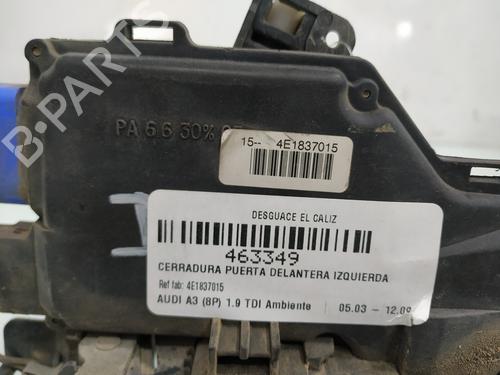 PA 6 6 30%
15-- 4E1837015
DESGUACE EL CALIZ
463349
CERRADURA PUERTA DELANTERA IZQUIERDA
Ref fab: 4E1837015
AUDI A3 (8P) 1.9 TDI Ambiente 05.03 - 12.09